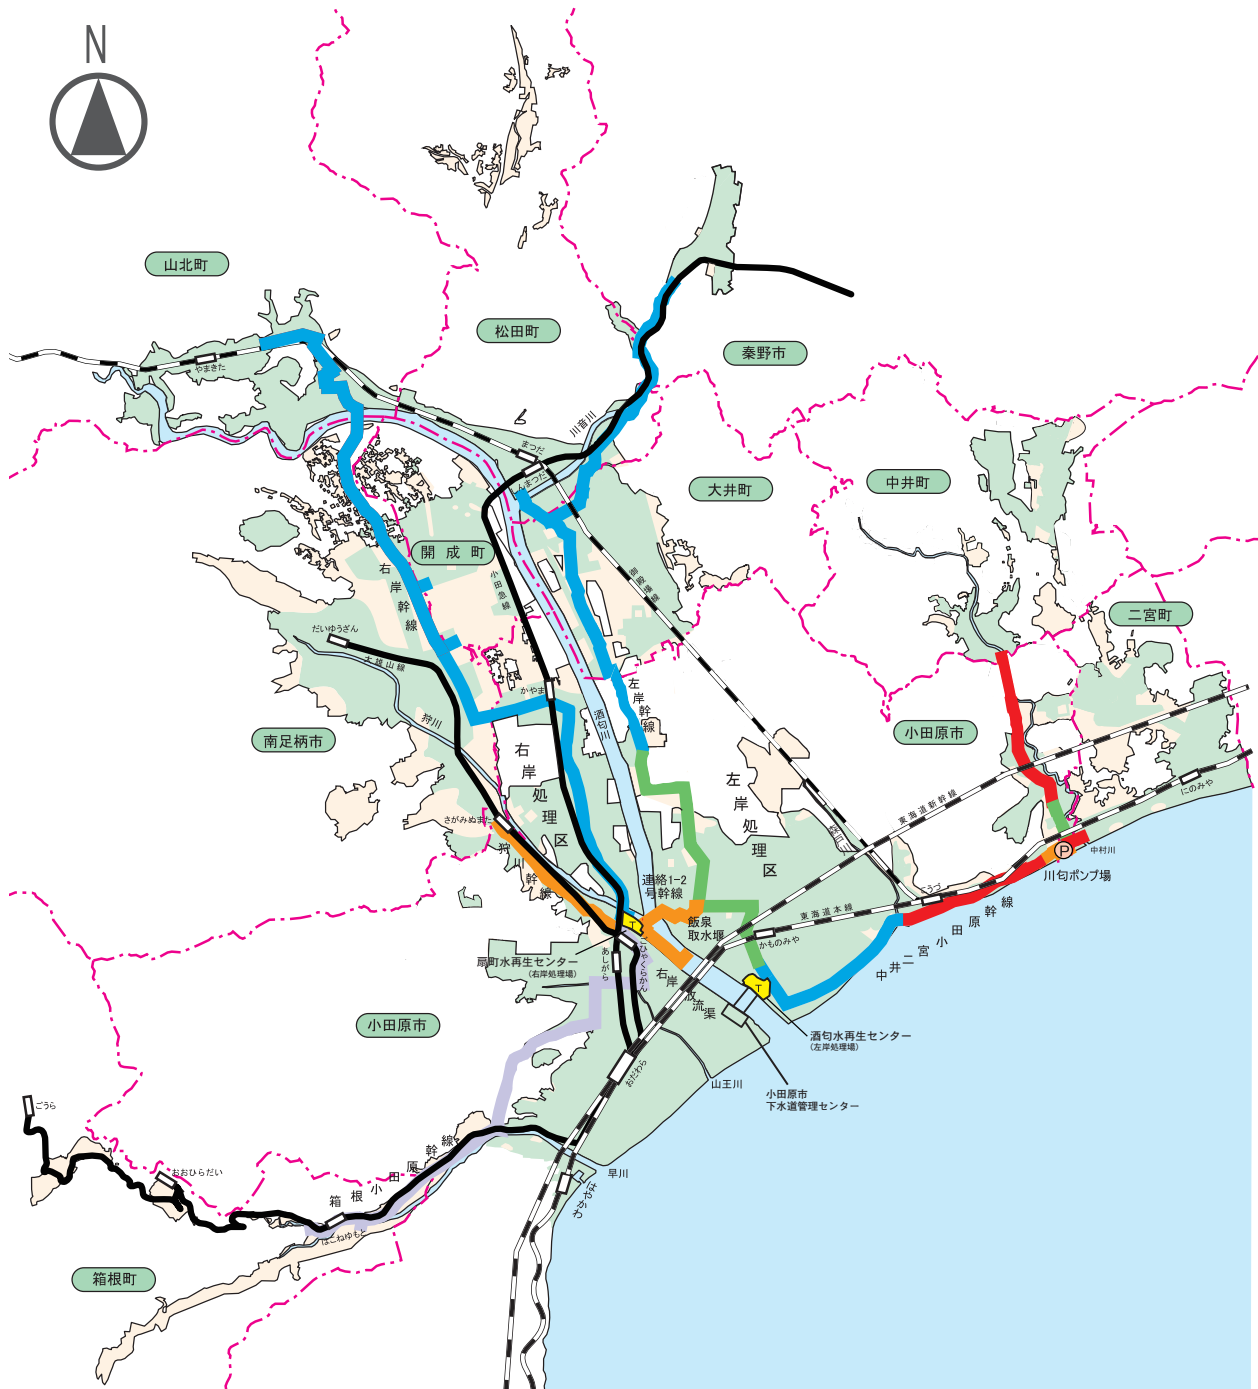 N
山北町
松田町
秦野市
やまきた
川音川
まつだ
しんまつだ
大井町
中井町
開成町
右岸幹線
小田急線
御殿場線
二宮町
だいゆうざん
大雄山線
狩川
かやま
酒匂川
左岸幹線
南足柄市
小田原市
右岸処理区
左岸処理区
東海道新幹線
にのみや
さがみぬまた
狩川幹線
森戸川
P
中村川
川匂ポンプ場
連絡1-2
号幹線
こうづ
飯泉
取水堰
東海道本線
かものみや
中井二宮小田原幹線
T
扇町水再生センター
(右岸処理場)
あしがら
ひゃくらかん
右岸放流渠
T
小田原市
酒匂水再生センター
(左岸処理場)
おだわら
山王川
小田原市
下水道管理センター
ごうら
おおひらだい
箱根小田原幹線
早川
はやかわ
はこねゆもと
箱根町